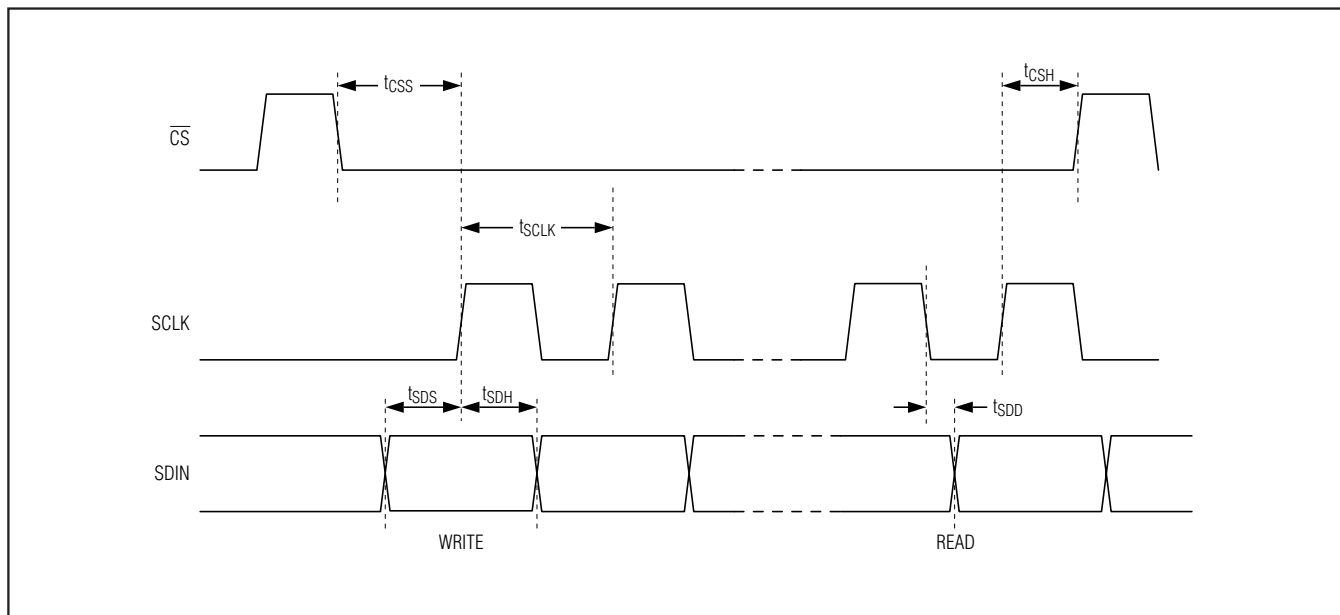 tCSS
tCSH
CS
tSCLK
SCLK
tSDS
tSDH
tSDD
SDIN
WRITE
READ